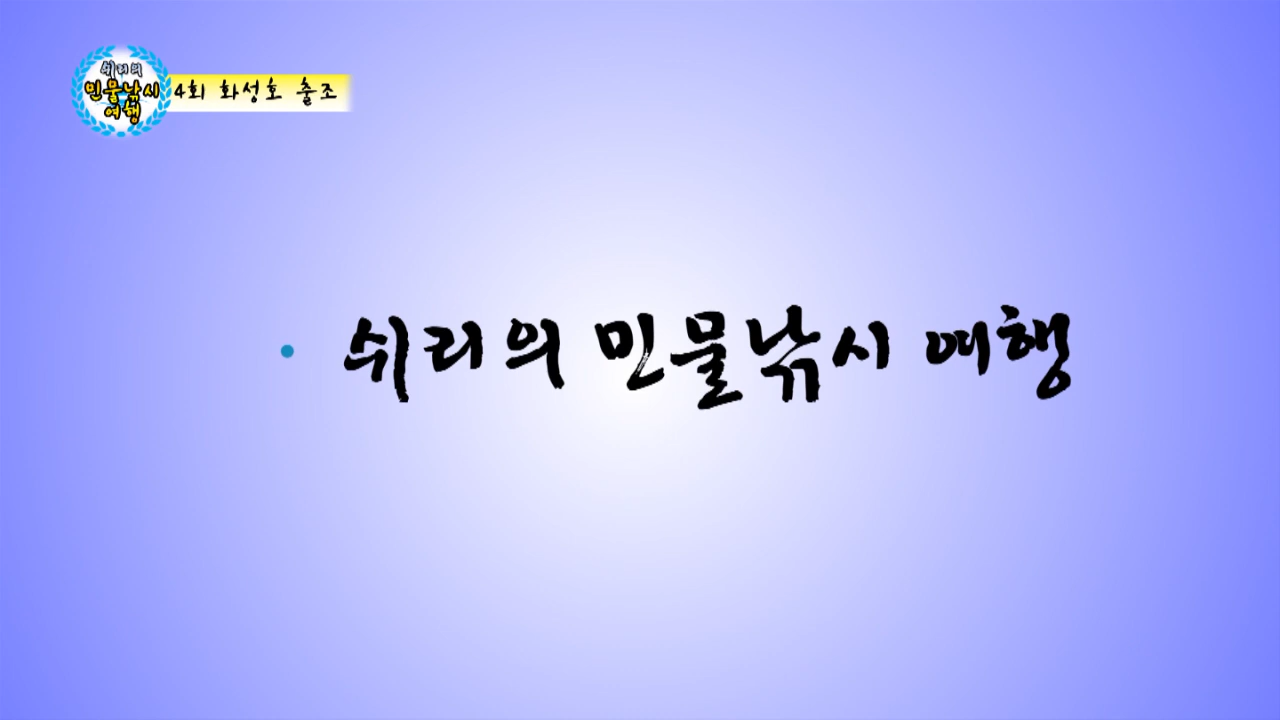 쉬리의
민물낚시
여행
4회 화성호 출조
쉬리의 민물낚시 여행